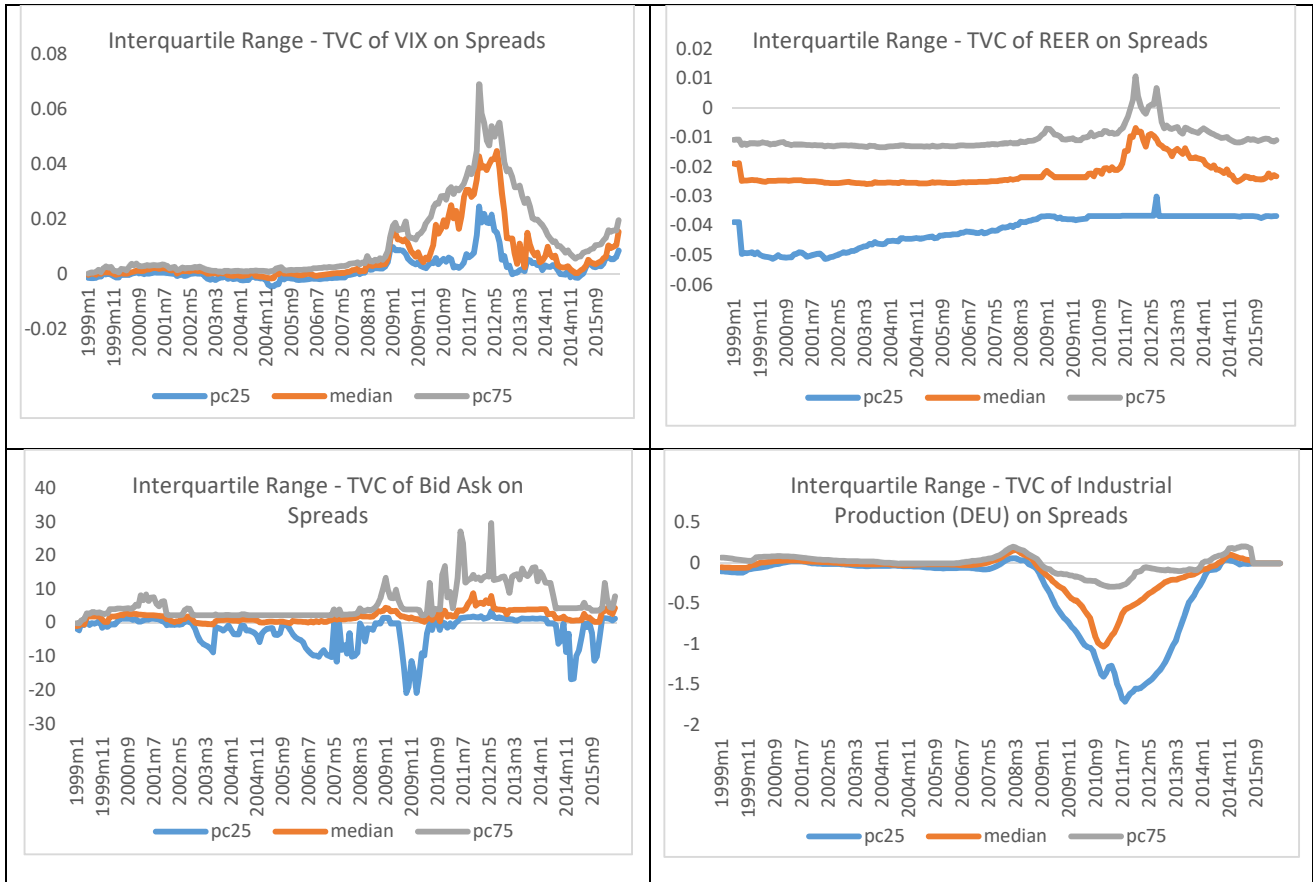 Interquartile Range - TVC of VIX on Spreads
0.08
0.06
0.04
0.02
0
-0.02
1999m1
1999m11
2000m9
2001m7
2002m5
2003m3
2004m1
2004m11
2005m9
2006m7
2007m5
2008m3
2009m1
2009m11
2010m9
2011m7
2012m5
2013m3
2014m1
2014m11
2015m9
pc25 median pc75
Interquartile Range - TVC of REER on Spreads
0.02
0.01
0
-0.01
-0.02
-0.03
-0.04
-0.05
-0.06
1999m1
1999m11
2000m9
2001m7
2002m5
2003m3
2004m1
2004m11
2005m9
2006m7
2007m5
2008m3
2009m1
2009m11
2010m9
2011m7
2012m5
2013m3
2014m1
2014m11
2015m9
pc25 median pc75
Interquartile Range - TVC of Bid Ask on
Spreads
40
30
20
10
0
-10
-20
-30
1999m1
1999m11
2000m9
2001m7
2002m5
2003m3
2004m1
2004m11
2005m9
2006m7
2007m5
2008m3
2009m1
2009m11
2010m9
2011m7
2012m5
2013m3
2014m1
2014m11
2015m9
pc25 median pc75
Interquartile Range - TVC of Industrial
Production (DEU) on Spreads
0.5
0
-0.5
-1
-1.5
-2
1999m1
1999m11
2000m9
2001m7
2002m5
2003m3
2004m1
2004m11
2005m9
2006m7
2007m5
2008m3
2009m1
2009m11
2010m9
2011m7
2012m5
2013m3
2014m1
2014m11
2015m9
pc25 median pc75